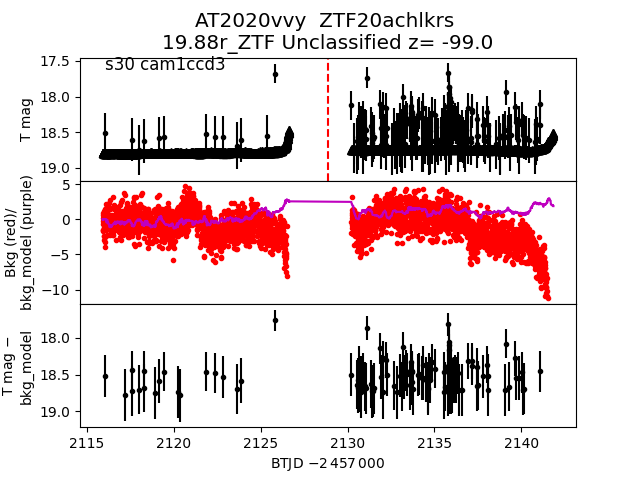 AT2020vvy  ZTF20achlkrs
19.88r_ZTF Unclassified z= -99.0
s30 cam1ccd3
17.5
18.0
18.5
19.0
T mag
5
0
−5
−10
Bkg (red)/
bkg_model (purple)
18.0
18.5
19.0
T mag −
bkg_model
2115 2120 2125 2130 2135 2140
BTJD −2 457 000